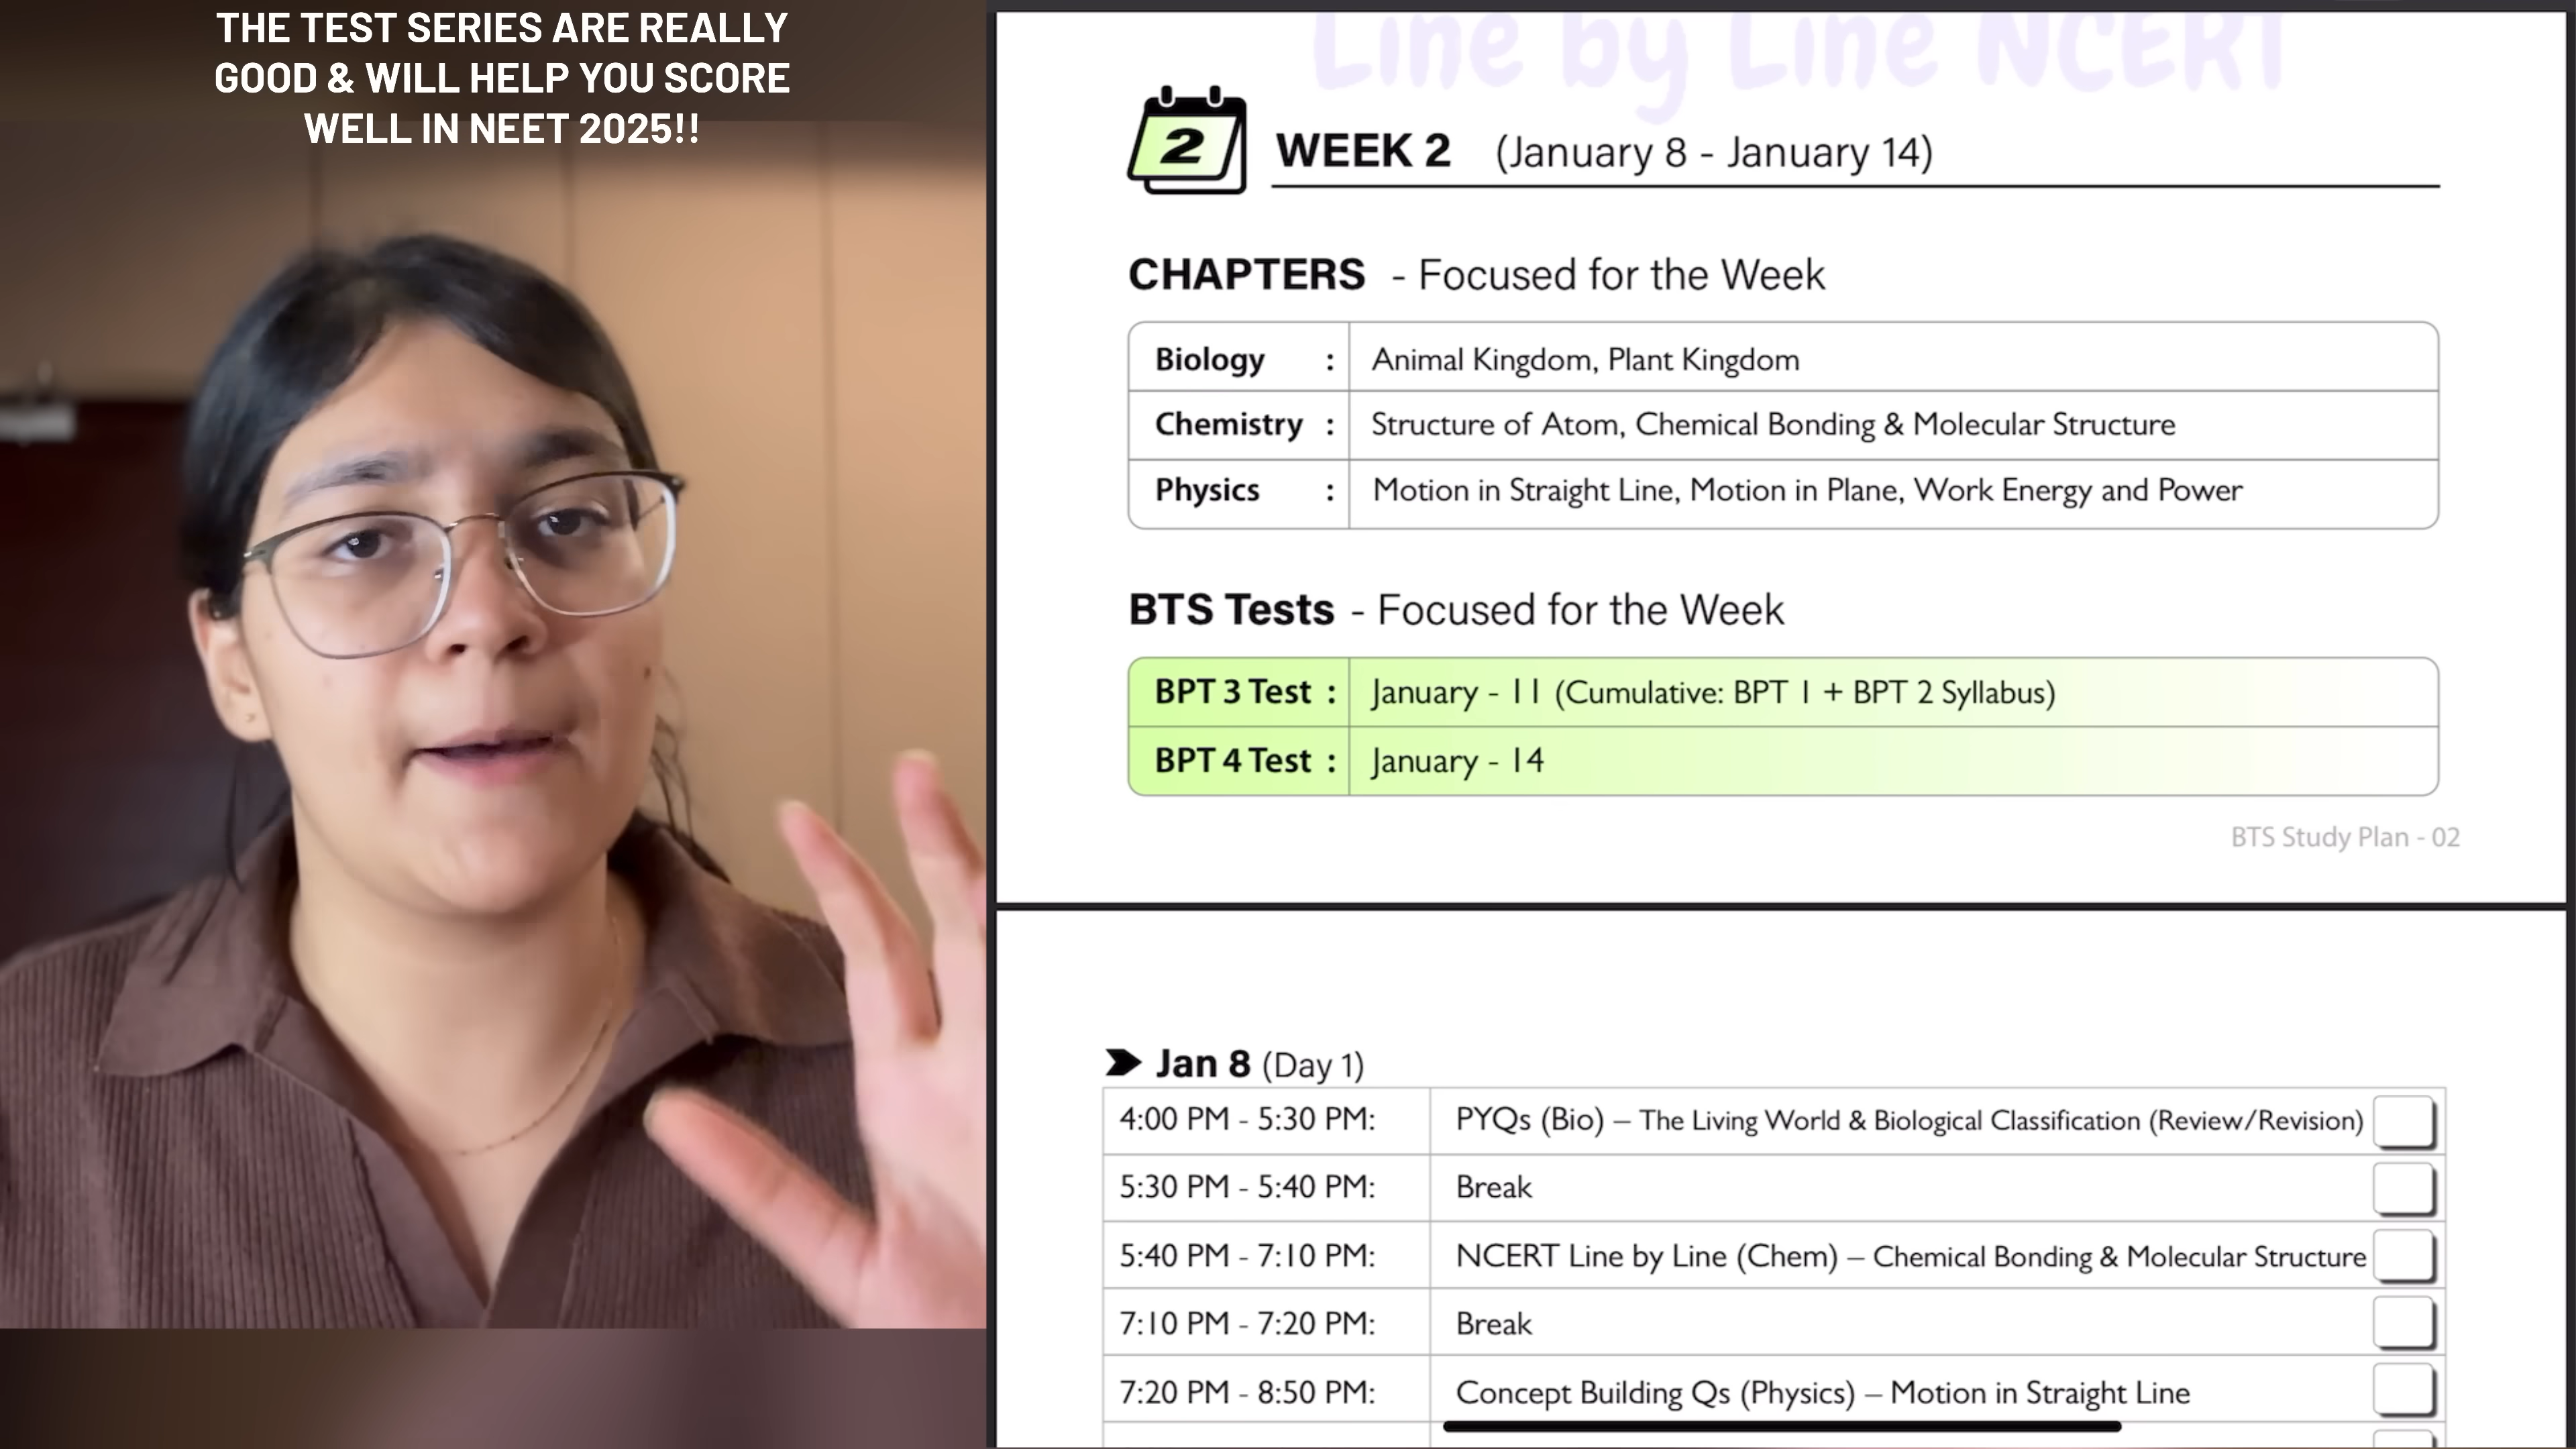 THE TEST SERIES ARE REALLY
GOOD & WILL HELP YOU SCORE
WELL IN NEET 2025!!
Line by Line NCERT
2
WEEK 2 (January 8 - January 14)
CHAPTERS - Focused for the Week
Biology : Animal Kingdom, Plant Kingdom
Chemistry : Structure of Atom, Chemical Bonding & Molecular Structure
Physics : Motion in Straight Line, Motion in Plane, Work Energy and Power
BTS Tests - Focused for the Week
BPT 3 Test : January - 11 (Cumulative: BPT 1 + BPT 2 Syllabus)
BPT 4 Test : January - 14
BTS Study Plan - 02
Jan 8 (Day 1)
4:00 PM - 5:30 PM: PYQs (Bio) – The Living World & Biological Classification (Review/Revision)
5:30 PM - 5:40 PM: Break
5:40 PM - 7:10 PM: NCERT Line by Line (Chem) – Chemical Bonding & Molecular Structure
7:10 PM - 7:20 PM: Break
7:20 PM - 8:50 PM: Concept Building Qs (Physics) – Motion in Straight Line